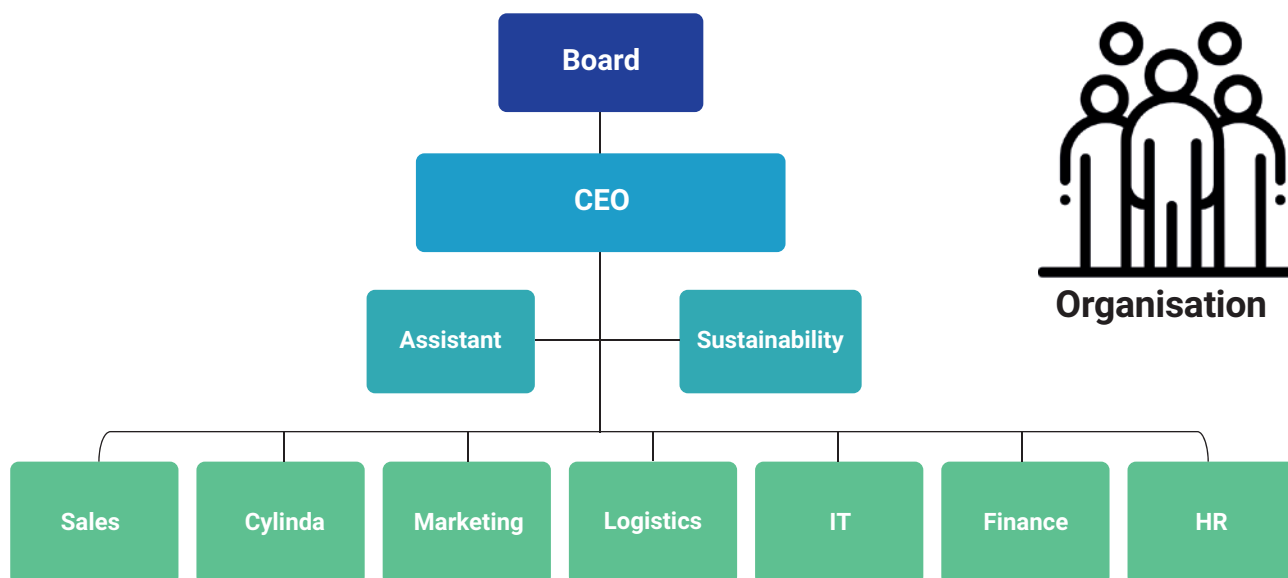 Board
CEO
Organisation
Assistant
Sustainability
Sales
Cylinda
Marketing
Logistics
IT
Finance
HR